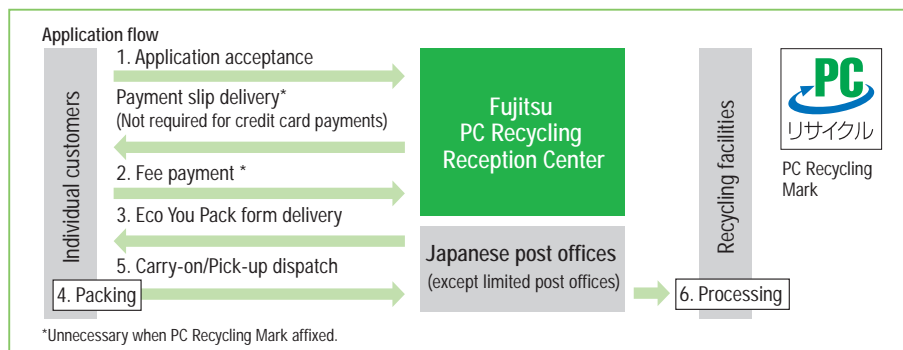 Application flow
1. Application acceptance
Payment slip delivery*
(Not required for credit card payments)
2. Fee payment *
3. Eco You Pack form delivery
5. Carry-on/Pick-up dispatch
4. Packing
Individual customers
Fujitsu
PC Recycling
Reception Center
Japanese post offices
(except limited post offices)
Recycling facilities
6. Processing
PC
リサイクル
PC Recycling
Mark
*Unnecessary when PC Recycling Mark affixed.